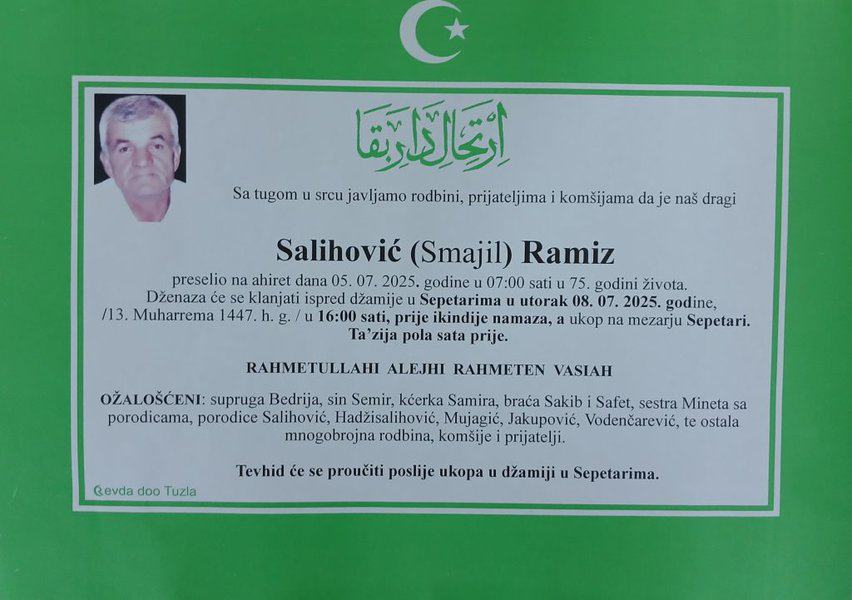 اِرْتِحَالِ دَارِ بَقَا
Sa tugom u srcu javljamo rodbini, prijateljima i komšijama da je naš dragi
Salihović (Smajil) Ramiz
preselio na ahiret dana 05. 07. 2025. godine u 07:00 sati u 75. godini života.
Dženaza će se klanjati ispred džamije u Sepetarima u utorak 08. 07. 2025. godine,
/13. Muharrema 1447. h. g. / u 16:00 sati, prije ikindije namaza, a ukop na mezarju Sepetari.
Ta’zija pola sata prije.
RAHMETULLAHI ALEJHI RAHMETEN VASIAH
OŽALOŠĆENI: supruga Bedrija, sin Semir, kćerka Samira, braća Sakib i Safet, sestra Mineta sa
porodicama, porodice Salihović, Hadžisalihović, Mujagić, Jakupović, Vodenčarević, te ostala
mnogobrojna rodbina, komšije i prijatelji.
Tevhid će se proučiti poslije ukopa u džamiji u Sepetarima.
evda doo Tuzla